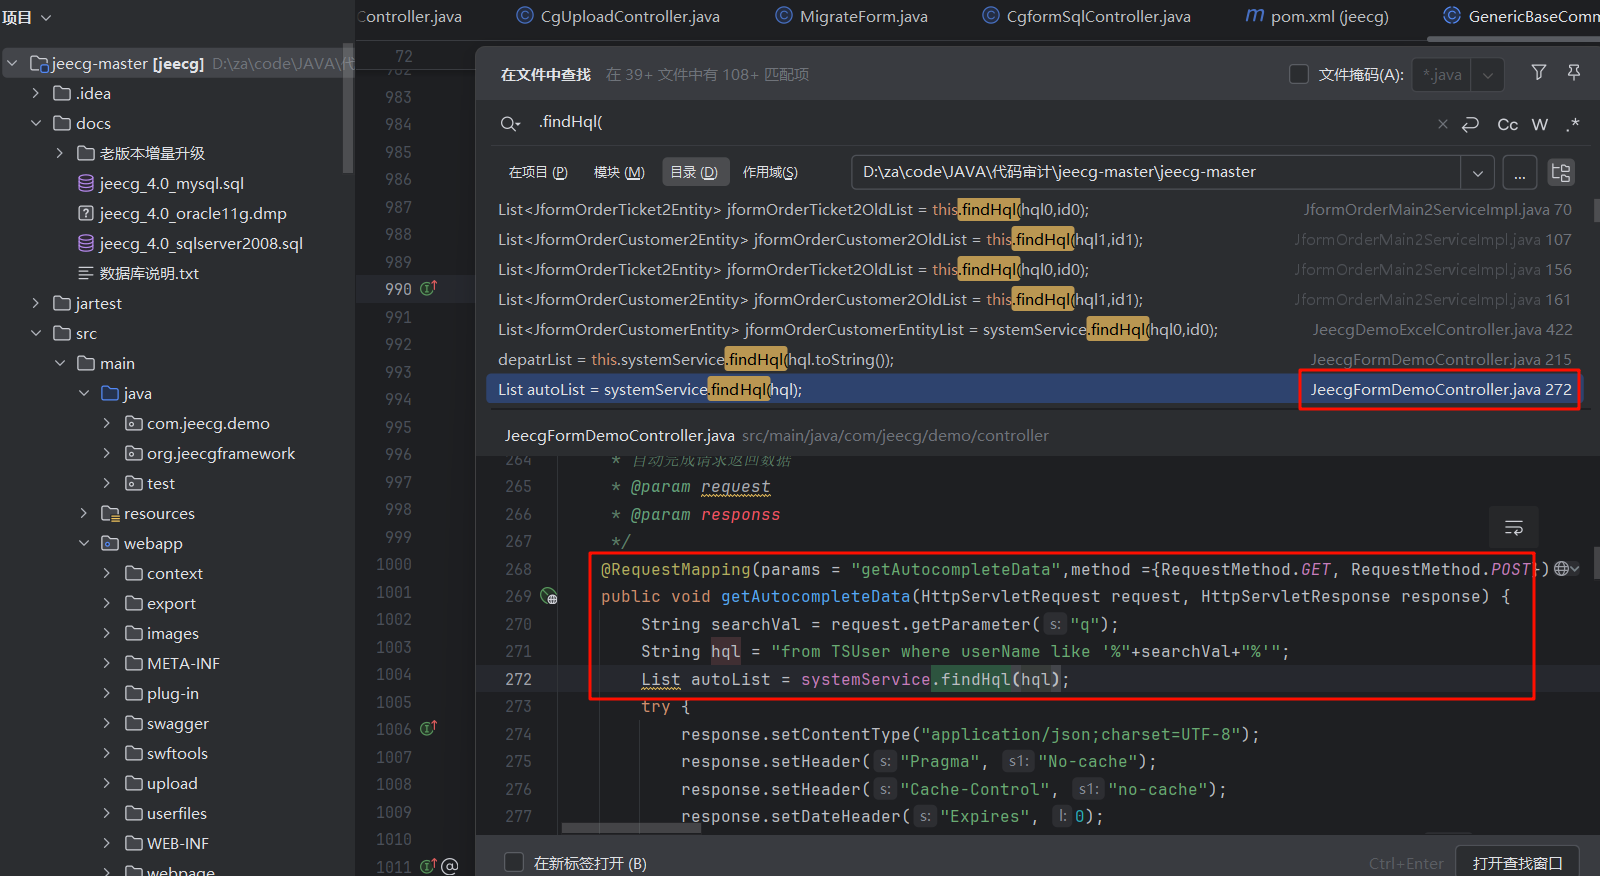 项目
Controller.java
CgUploadController.java
MigrateForm.java
CgformSqlController.java
pom.xml (jeecg)
GenericBaseComm
jeecg-master [jeecg] D:\za\code\JAVA\代
.idea
docs
老版本增量升级
jeecg_4.0_mysql.sql
jeecg_4.0_oracle11g.dmp
jeecg_4.0_sqlserver2008.sql
数据库说明.txt
jartest
src
main
java
com.jeecg.demo
org.jeecgframework
test
resources
webapp
context
export
images
META-INF
plug-in
swagger
swftools
upload
userfiles
WEB-INF
webpage
72
982
983
984
985
986
987
988
989
990
991
992
993
994
995
996
997
998
999
1000
1001
1002
1003
1004
1005
1006
1007
1008
1009
1010
1011 @
在文件中查找 在 39+ 文件中有 108+ 匹配项
文件掩码(A): *.java
.findHql(
× Cc W .*
在项目 (P) 模块 (M) 目录 (D) 作用域(S) D:\za\code\JAVA\代码审计\jeecg-master\jeecg-master ...
List<JformOrderTicket2Entity> jformOrderTicket2OldList = this.findHql(hql0,id0); JformOrderMain2ServiceImpl.java 70
List<JformOrderCustomer2Entity> jformOrderCustomer2OldList = this.findHql(hql1,id1); JformOrderMain2ServiceImpl.java 107
List<JformOrderTicket2Entity> jformOrderTicket2OldList = this.findHql(hql0,id0); JformOrderMain2ServiceImpl.java 156
List<JformOrderCustomer2Entity> jformOrderCustomer2OldList = this.findHql(hql1,id1); JformOrderMain2ServiceImpl.java 161
List<JformOrderCustomerEntity> jformOrderCustomerEntityList = systemService.findHql(hql0,id0); JeecgDemoExcelController.java 422
depatrList = this.systemService.findHql(hql.toString()); JeecgFormDemoController.java 215
List autoList = systemService.findHql(hql); JeecgFormDemoController.java 272
JeecgFormDemoController.java src/main/java/com/jeecg/demo/controller
264 * 自动完成请求返回数据
265 * @param request
266 * @param responss
267 */
268 @RequestMapping(params = "getAutocompleteData",method ={RequestMethod.GET, RequestMethod.POST})
269 public void getAutocompleteData(HttpServletRequest request, HttpServletResponse response) {
270 String searchVal = request.getParameter( s: "q");
271 String hql = "from TSUser where userName like '%"+searchVal+"%'";
272 List autoList = systemService.findHql(hql);
273 try {
274 response.setContentType("application/json;charset=UTF-8");
275 response.setHeader( s: "Pragma", s1: "No-cache");
276 response.setHeader( s: "Cache-Control", s1: "no-cache");
277 response.setDateHeader( s: "Expires", l: 0);
在新标签打开 (B) Ctrl+Enter 打开查找窗口